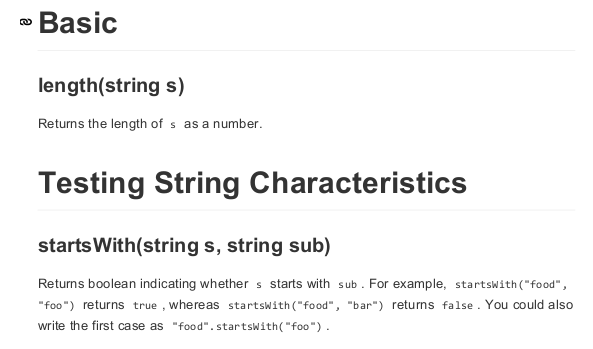 Basic
length(string s)
Returns the length of s as a number.
Testing String Characteristics
startsWith(string s, string sub)
Returns boolean indicating whether s starts with sub. For example, startsWith("food",
"foo") returns true, whereas startsWith("food", "bar") returns false. You could also
write the first case as "food".startsWith("foo").